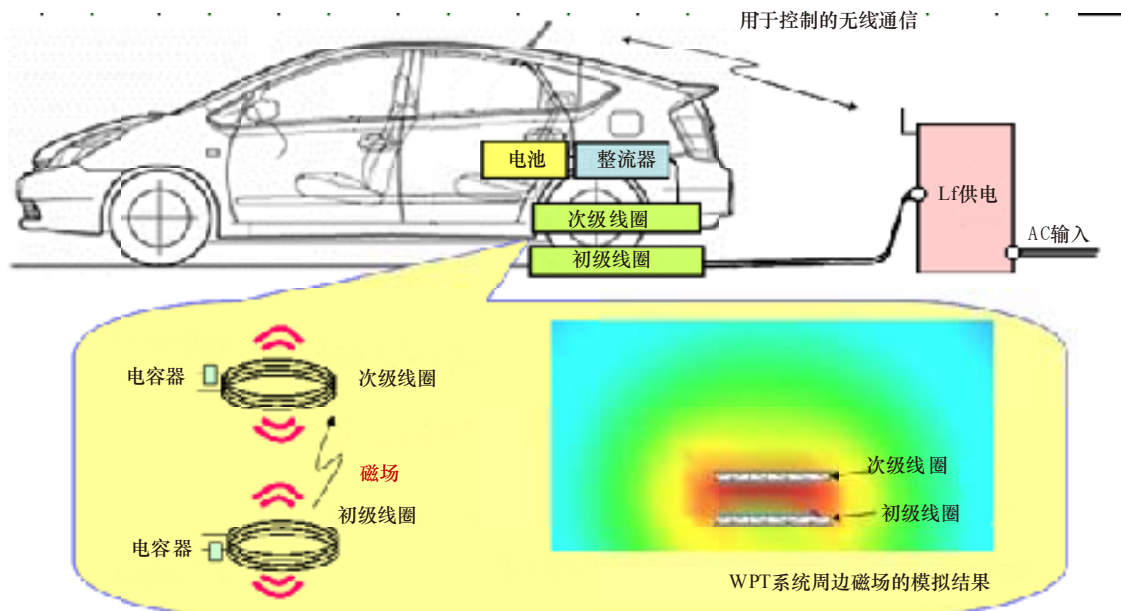 用于控制的无线通信
电池
整流器
Lf供电
次级线圈
AC输入
初级线圈
电容器
次级线圈
磁场
次级线圈
初级线圈
初级线圈
电容器
WPT系统周边磁场的模拟结果